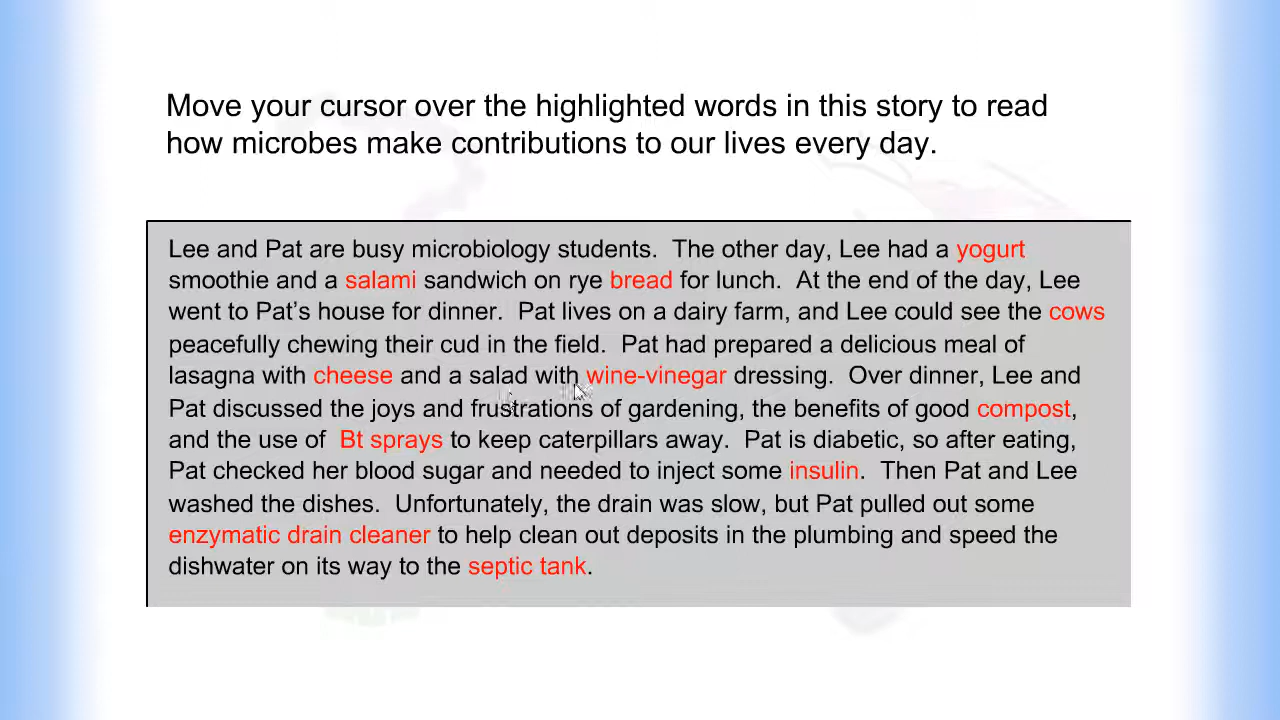 Move your cursor over the highlighted words in this story to read
how microbes make contributions to our lives every day.
Lee and Pat are busy microbiology students.  The other day, Lee had a yogurt
smoothie and a salami sandwich on rye bread for lunch.  At the end of the day, Lee
went to Pat's house for dinner.  Pat lives on a dairy farm, and Lee could see the cows
peacefully chewing their cud in the field.  Pat had prepared a delicious meal of
lasagna with cheese and a salad with wine-vinegar dressing.  Over dinner, Lee and
Pat discussed the joys and frustrations of gardening, the benefits of good compost,
and the use of  Bt sprays to keep caterpillars away.  Pat is diabetic, so after eating,
Pat checked her blood sugar and needed to inject some insulin.  Then Pat and Lee
washed the dishes.  Unfortunately, the drain was slow, but Pat pulled out some
enzymatic drain cleaner to help clean out deposits in the plumbing and speed the
dishwater on its way to the septic tank.